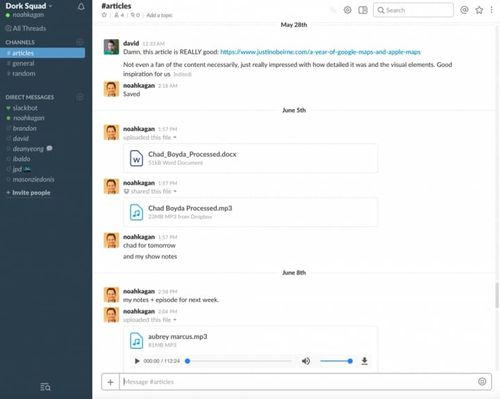 Dork Squad
noahkagan
All Threads
CHANNELS
# articles
# general
# random
DIRECT MESSAGES
slackbot
noahkagan
brandon
david
deamyeong
ibaldo
jpd
masonziedonis
+ Invite people
#articles
4
0
Add a topic
Search
May 28th
david 12:33 AM
Damn, this article is REALLY good: https://www.justinobeirne.com/a-year-of-google-maps-and-apple-maps
Not even a fan of the content necessarily, just really impressed with how detailed it was and the visual elements. Good
inspiration for us (edited)
noahkagan 2:16 AM
Saved
June 5th
noahkagan 1:57 PM
uploaded this file
Chad_Boyda_Processed.docx
51kB Word Document
noahkagan 1:57 PM
shared this file
Chad Boyda Processed.mp3
23MB MP3 from Dropbox
noahkagan 1:57 PM
chad for tomorrow
and my show notes
June 8th
noahkagan 2:58 PM
my notes + episode for next week.
noahkagan 2:04 PM
uploaded this file
aubrey marcus.mp3
81MB MP3
000:00 / 112:24
Message #articles